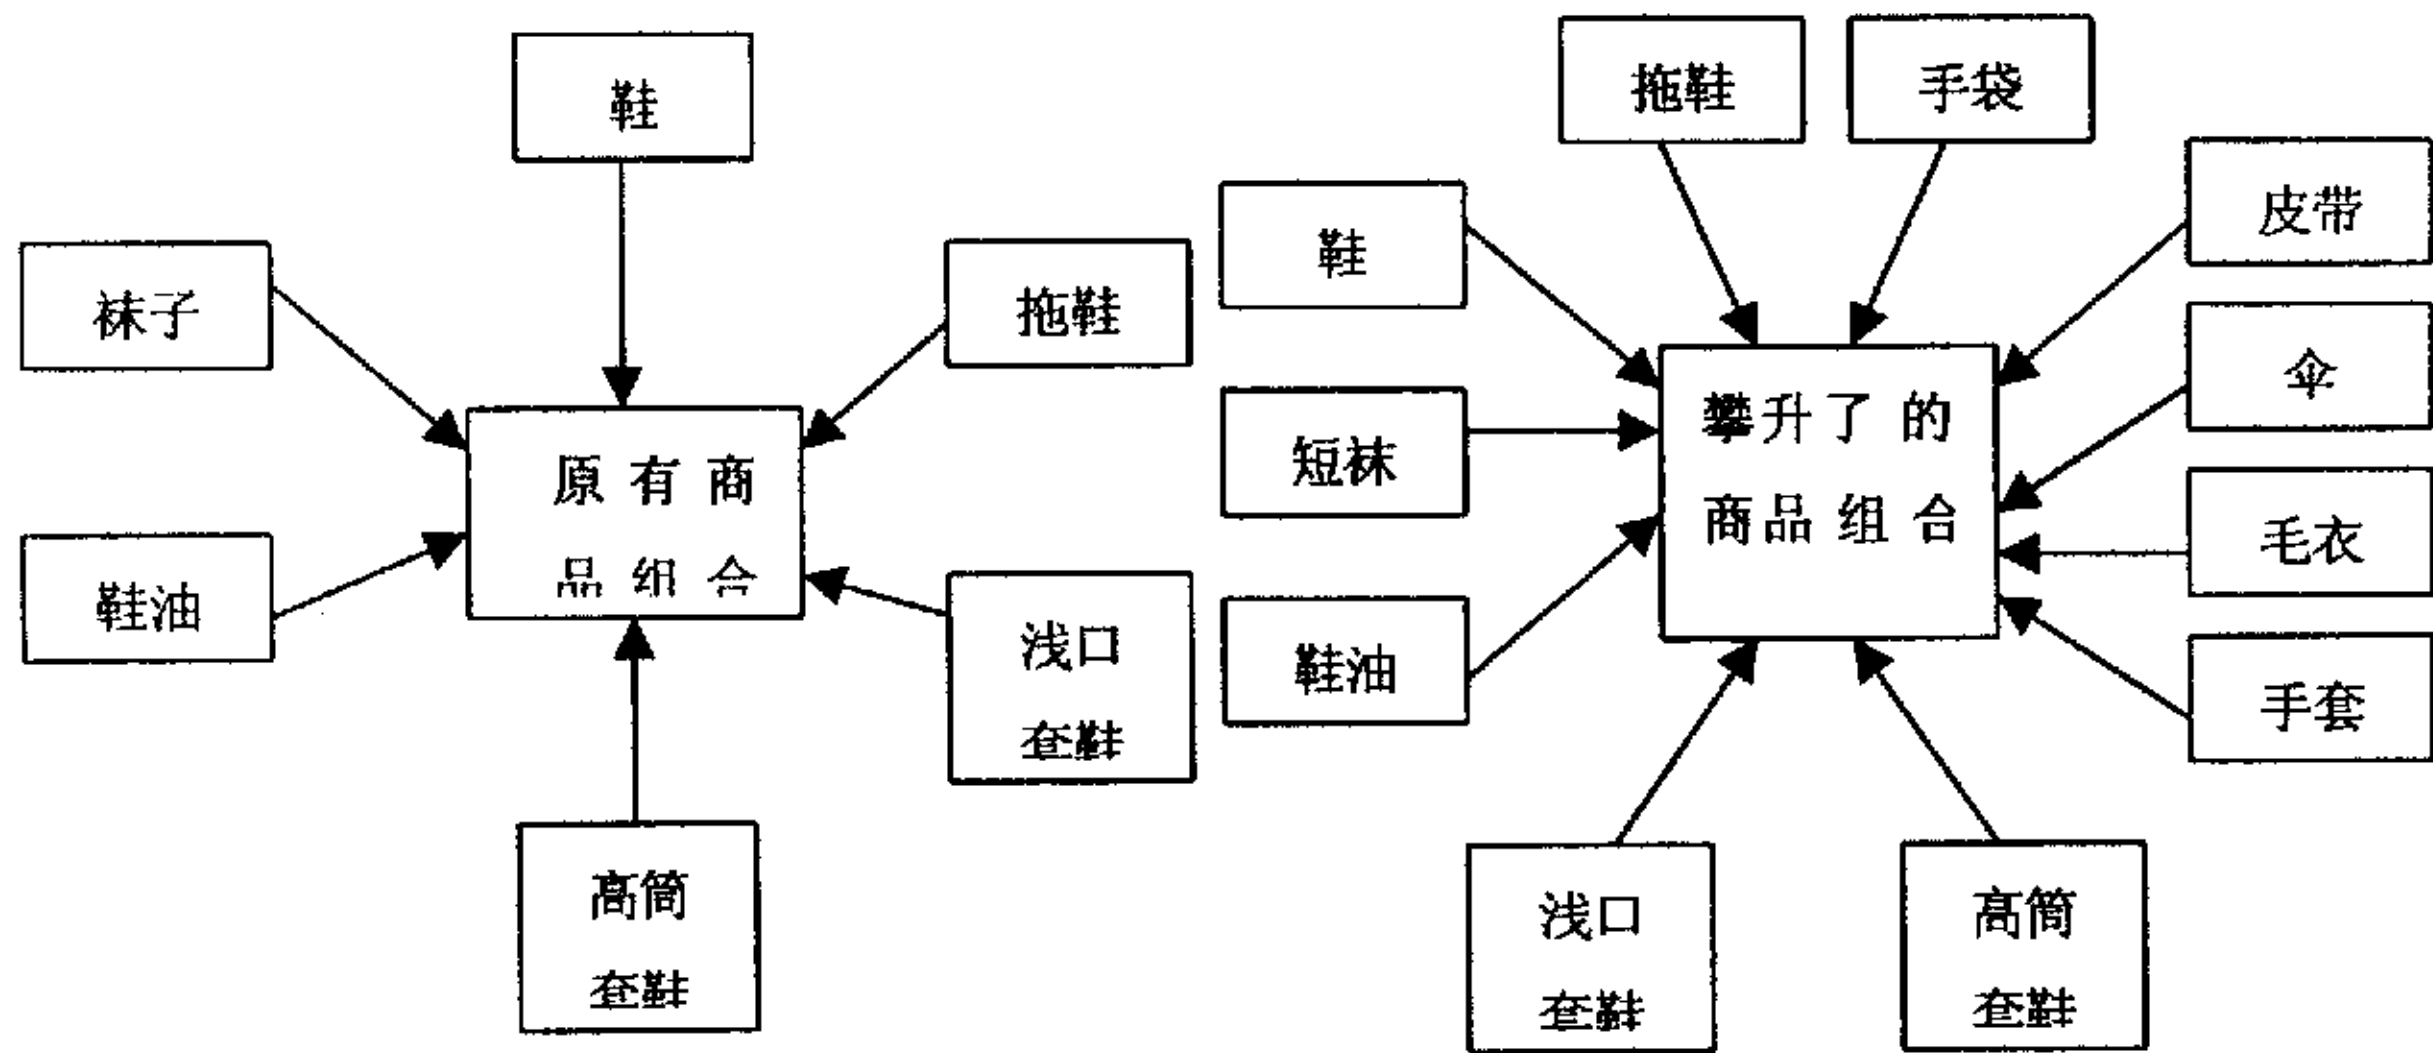 鞋
袜子
拖鞋
原有商
品组合
鞋油
浅口
套鞋
高筒
套鞋
拖鞋
手袋
鞋
皮带
短袜
攀升了的
商品组合
伞
毛衣
鞋油
手套
浅口
套鞋
高筒
套鞋